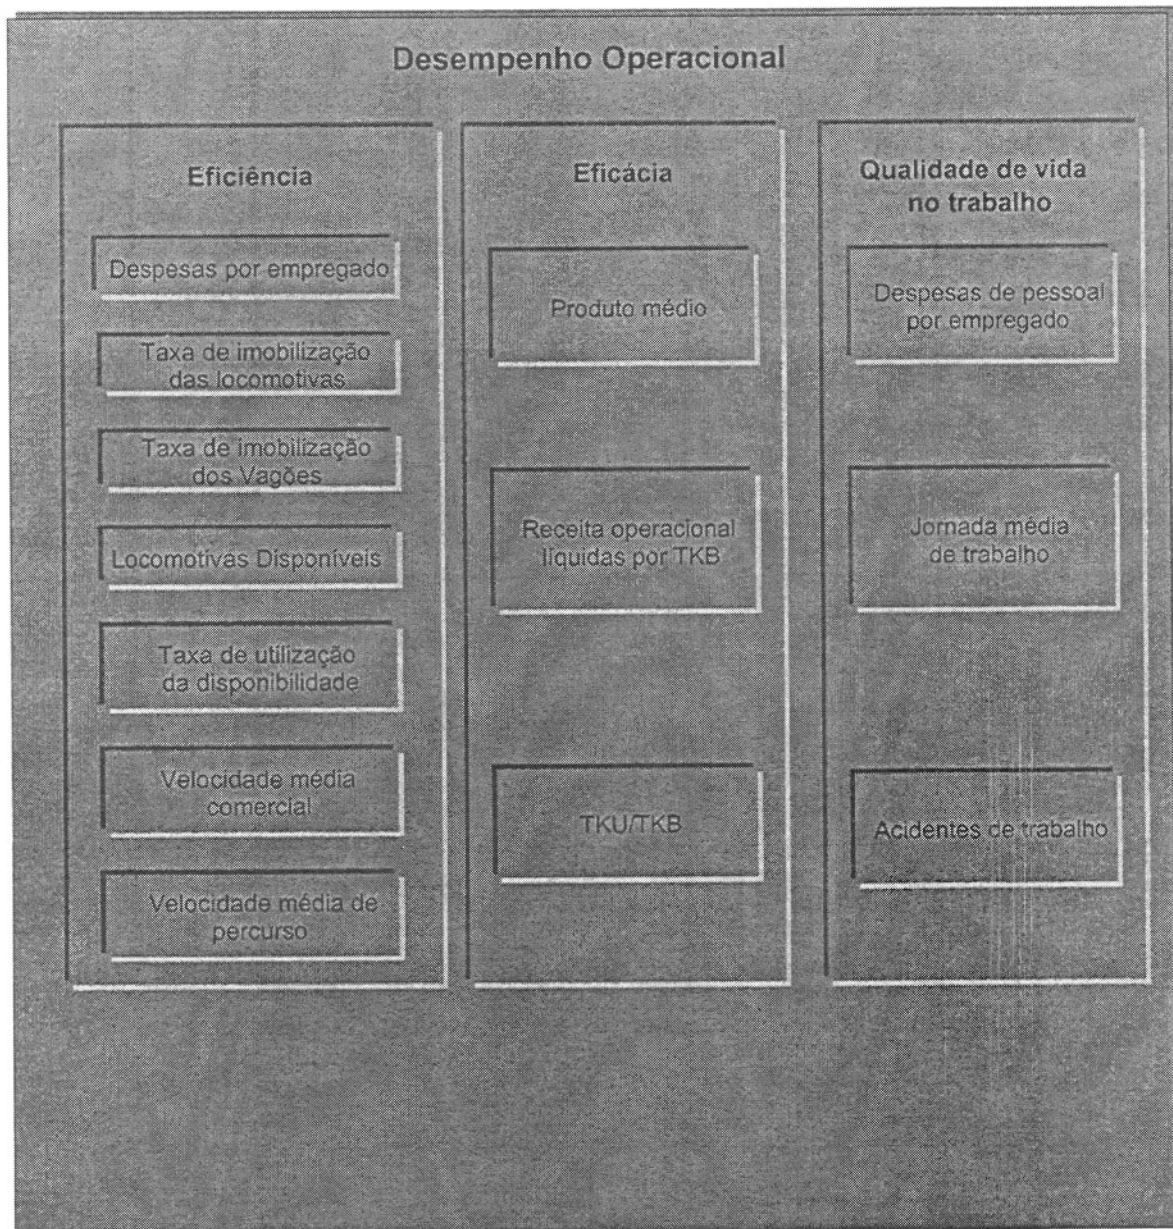 Desempenho Operacional
Eficiência
Despesas por empregado
Taxa de imobilização
das locomotivas
Taxa de imobilização
dos Vagões
Locomotivas Disponíveis
Taxa de utilização
da disponibilidade
Velocidade média
comercial
Velocidade média de
percurso
Eficácia
Produto médio
Receita operacional
líquidas por TKB
TKU/TKB
Qualidade de vida
no trabalho
Despesas de pessoal
por empregado
Jornada média
de trabalho
Acidentes de trabalho